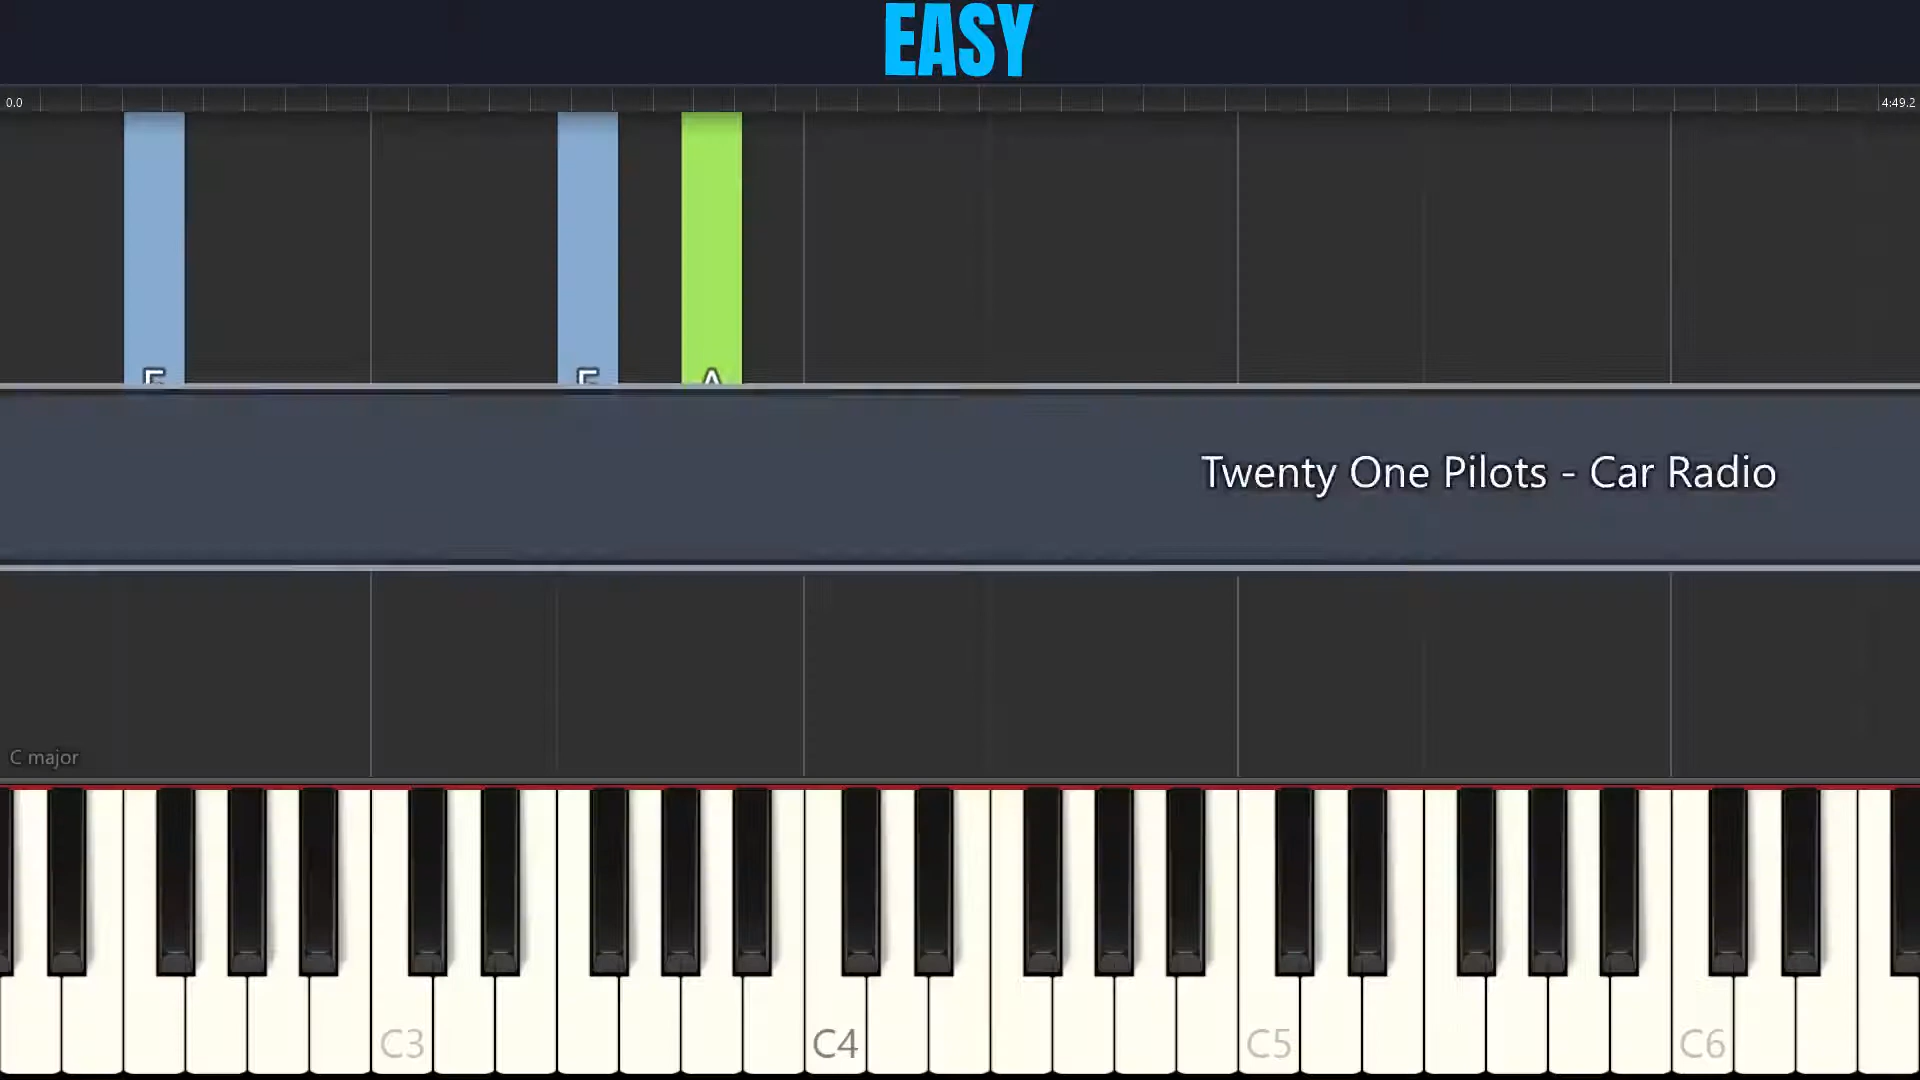 EASY
0.0
4:49.2
F
F
A
Twenty One Pilots - Car Radio
C major
C3
C4
C5
C6